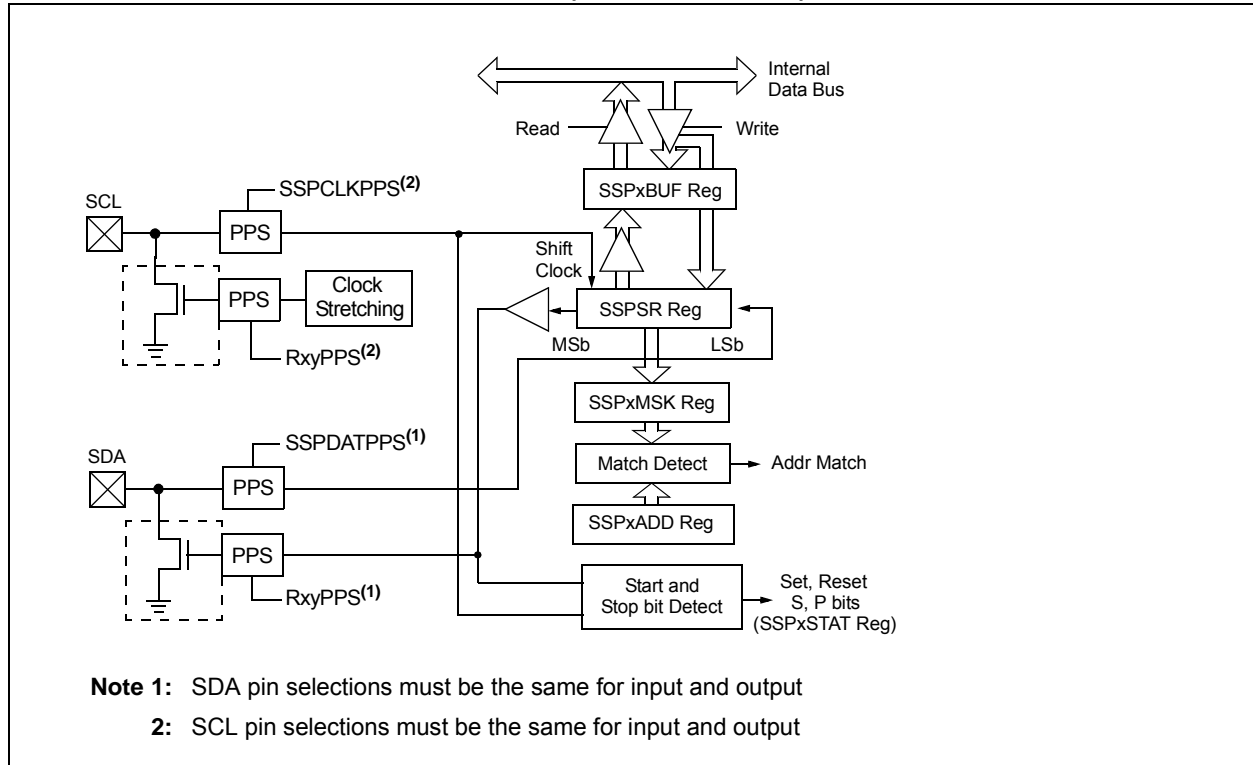 Internal
Data Bus
Read
Write
SSPxBUF Reg
SSPCLKPPS(2)
SCL
PPS
Shift
Clock
PPS
Clock
Stretching
SSPSR Reg
MSb
LSb
RxyPPS(2)
SSPxMSK Reg
SSPDATPPS(1)
SDA
PPS
Match Detect
Addr Match
SSPxADD Reg
PPS
RxyPPS(1)
Start and
Stop bit Detect
Set, Reset
S, P bits
(SSPxSTAT Reg)
Note 1: SDA pin selections must be the same for input and output
2: SCL pin selections must be the same for input and output